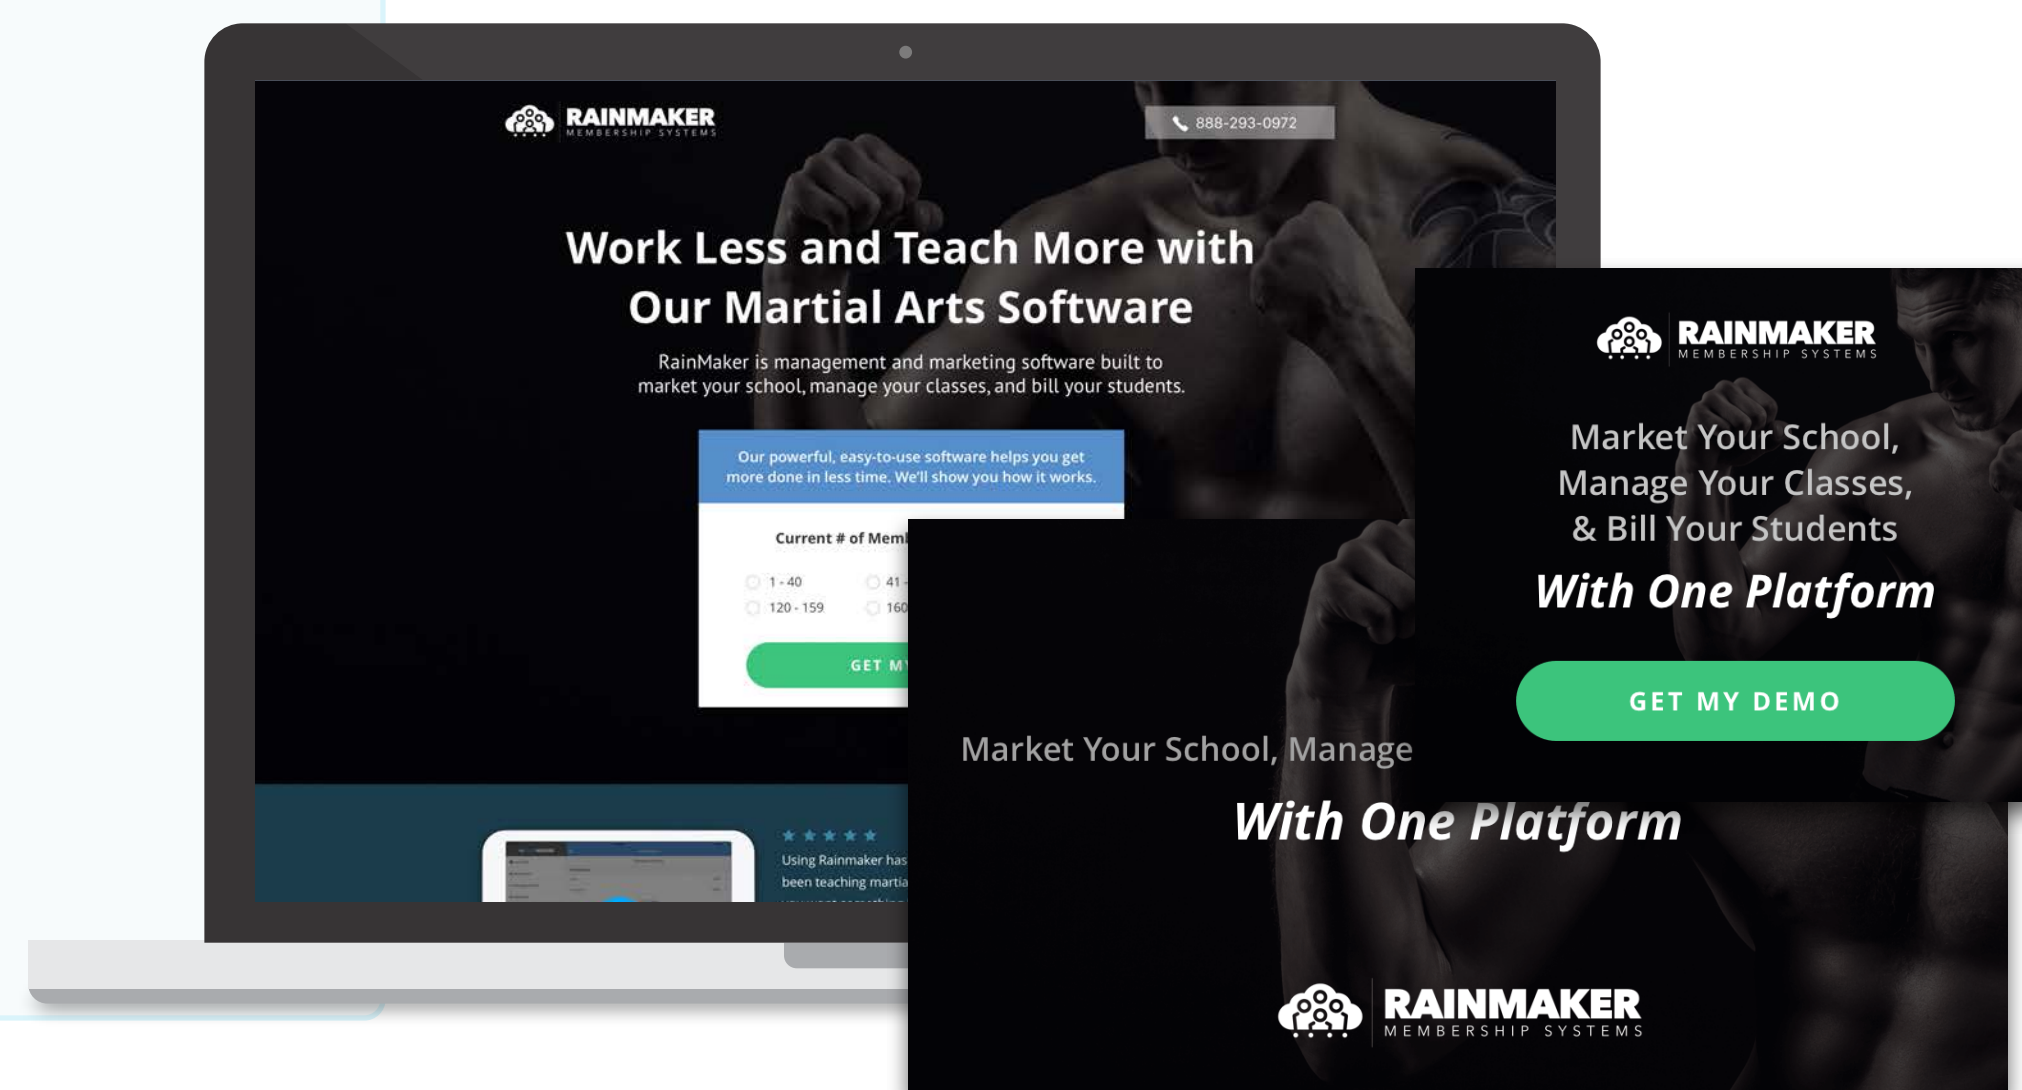 RAINMAKER
MEMBERSHIP SYSTEMS
888-293-0972
Work Less and Teach More with
Our Martial Arts Software
RainMaker is management and marketing software built to
market your school, manage your classes, and bill your students.
Our powerful, easy-to-use software helps you get
more done in less time. We'll show you how it works.
Current # of
1 - 40
41 -
120 - 159
160
GET
Using Rainmaker has
been teaching
RAINMAKER
MEMBERSHIP SYSTEMS
Market Your School,
Manage Your Classes,
& Bill Your Students
With One Platform
GET MY DEMO
Market Your School, Manage
With One Platform
RAINMAKER
MEMBERSHIP SYSTEMS